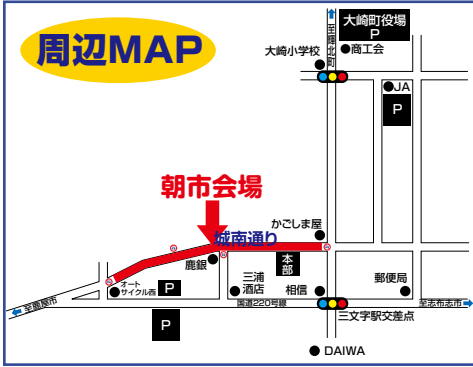 周辺MAP
至輝北町
大崎町役場
P
大崎小学校
商工会
JA
P
朝市会場
城南通り
かごしま屋
鹿銀
本部
オート
サイクル西
P
三浦
酒店
相信
郵便局
国道220号線
至鹿屋市
至志布志市
三文字駅交差点
P
DAIWA